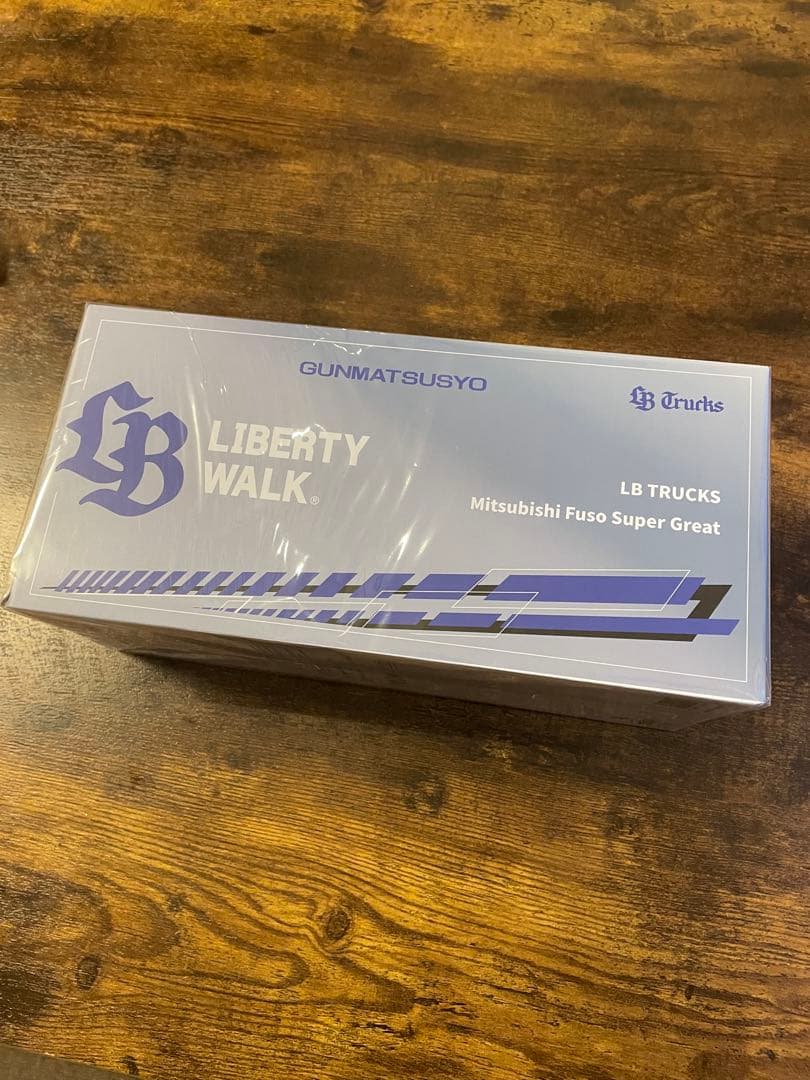 GUNMATSUSYO
LB Trucks
LB LIBERTY
WALK®
LB TRUCKS
Mitsubishi Fuso Super Great